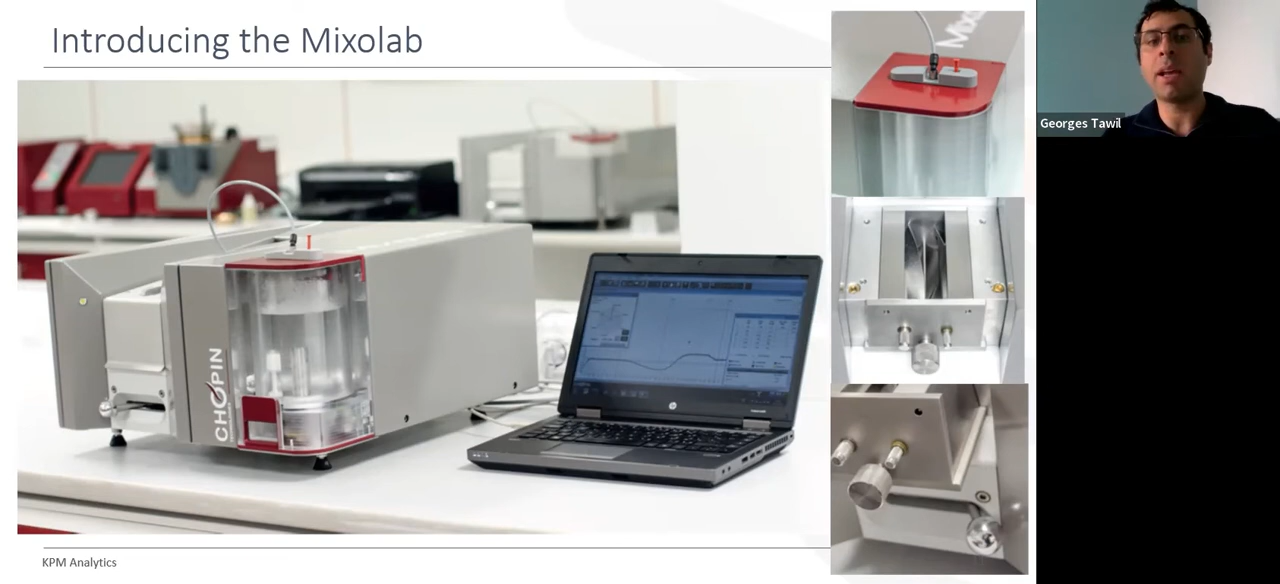 Introducing the Mixolab
Georges Tawil
CHOPIN
KPM Analytics